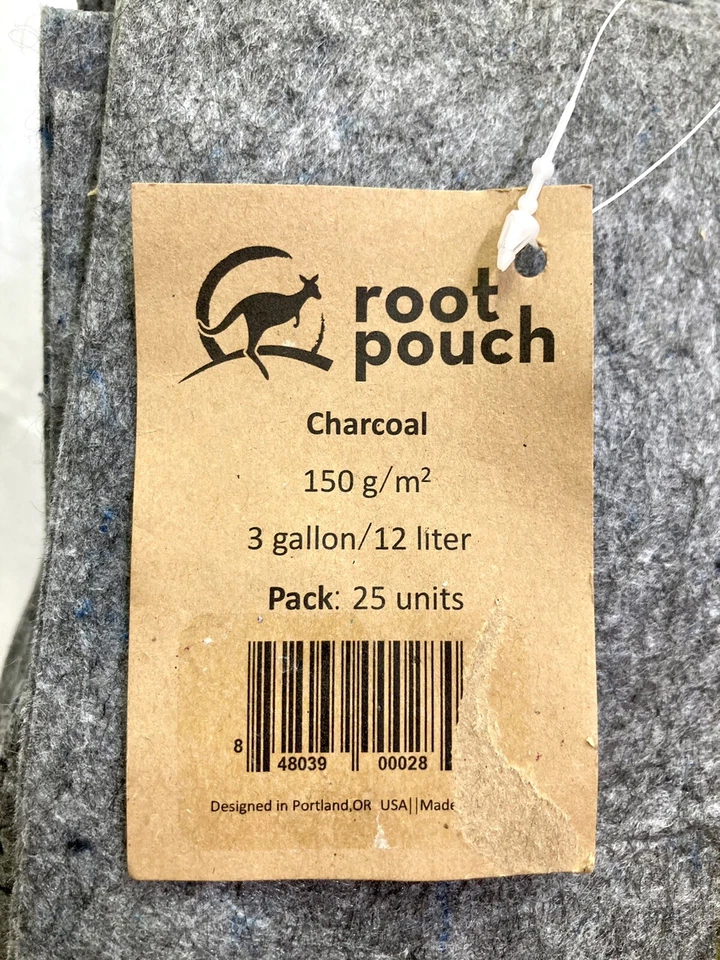 root
pouch
Charcoal
150 g/m²
3 gallon/12 liter
Pack: 25 units
8 48039 00028
Designed in Portland,OR USA||Made